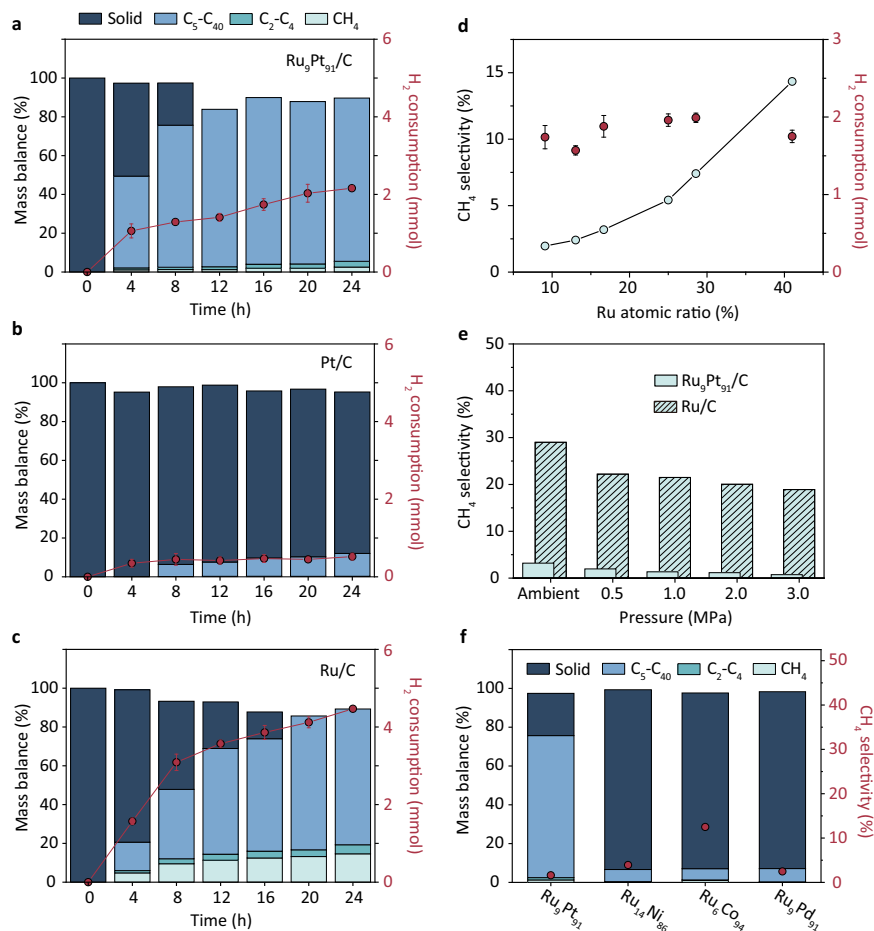 Solid C₅-C₄₀ C₂-C₄ CH₄
a
Ru₉Pt₉₁/C
100
80
60
40
20
0
Mass balance (%)
6
5
4
2
1
0
H₂ consumption (mmol)
0 4 8 12 16 20 24
Time (h)
b
Pt/C
100
80
60
40
20
0
Mass balance (%)
6
4
2
0
H₂ consumption (mmol)
0 4 8 12 16 20 24
Time (h)
c
Ru/C
100
80
60
40
20
0
Mass balance (%)
6
4
2
0
H₂ consumption (mmol)
0 4 8 12 16 20 24
Time (h)
d
15
10
5
0
CH₄ selectivity (%)
3
2
2
1
1
0
H₂ consumption (mmol)
10 20 30 40
Ru atomic ratio (%)
e
50
40
30
20
10
0
CH₄ selectivity (%)
Ru₉Pt₉₁/C
Ru/C
Ambient 0.5 1.0 2.0 3.0
Pressure (MPa)
f
Solid C₅-C₄₀ C₂-C₄ CH₄
100
80
60
40
20
0
Mass balance (%)
50
40
30
20
10
0
CH₄ selectivity (%)
Ru₉Pt₉₁ Ru₁₄Ni₈₆ Ru₆Co₉₄ Ru₉Pd₉₁